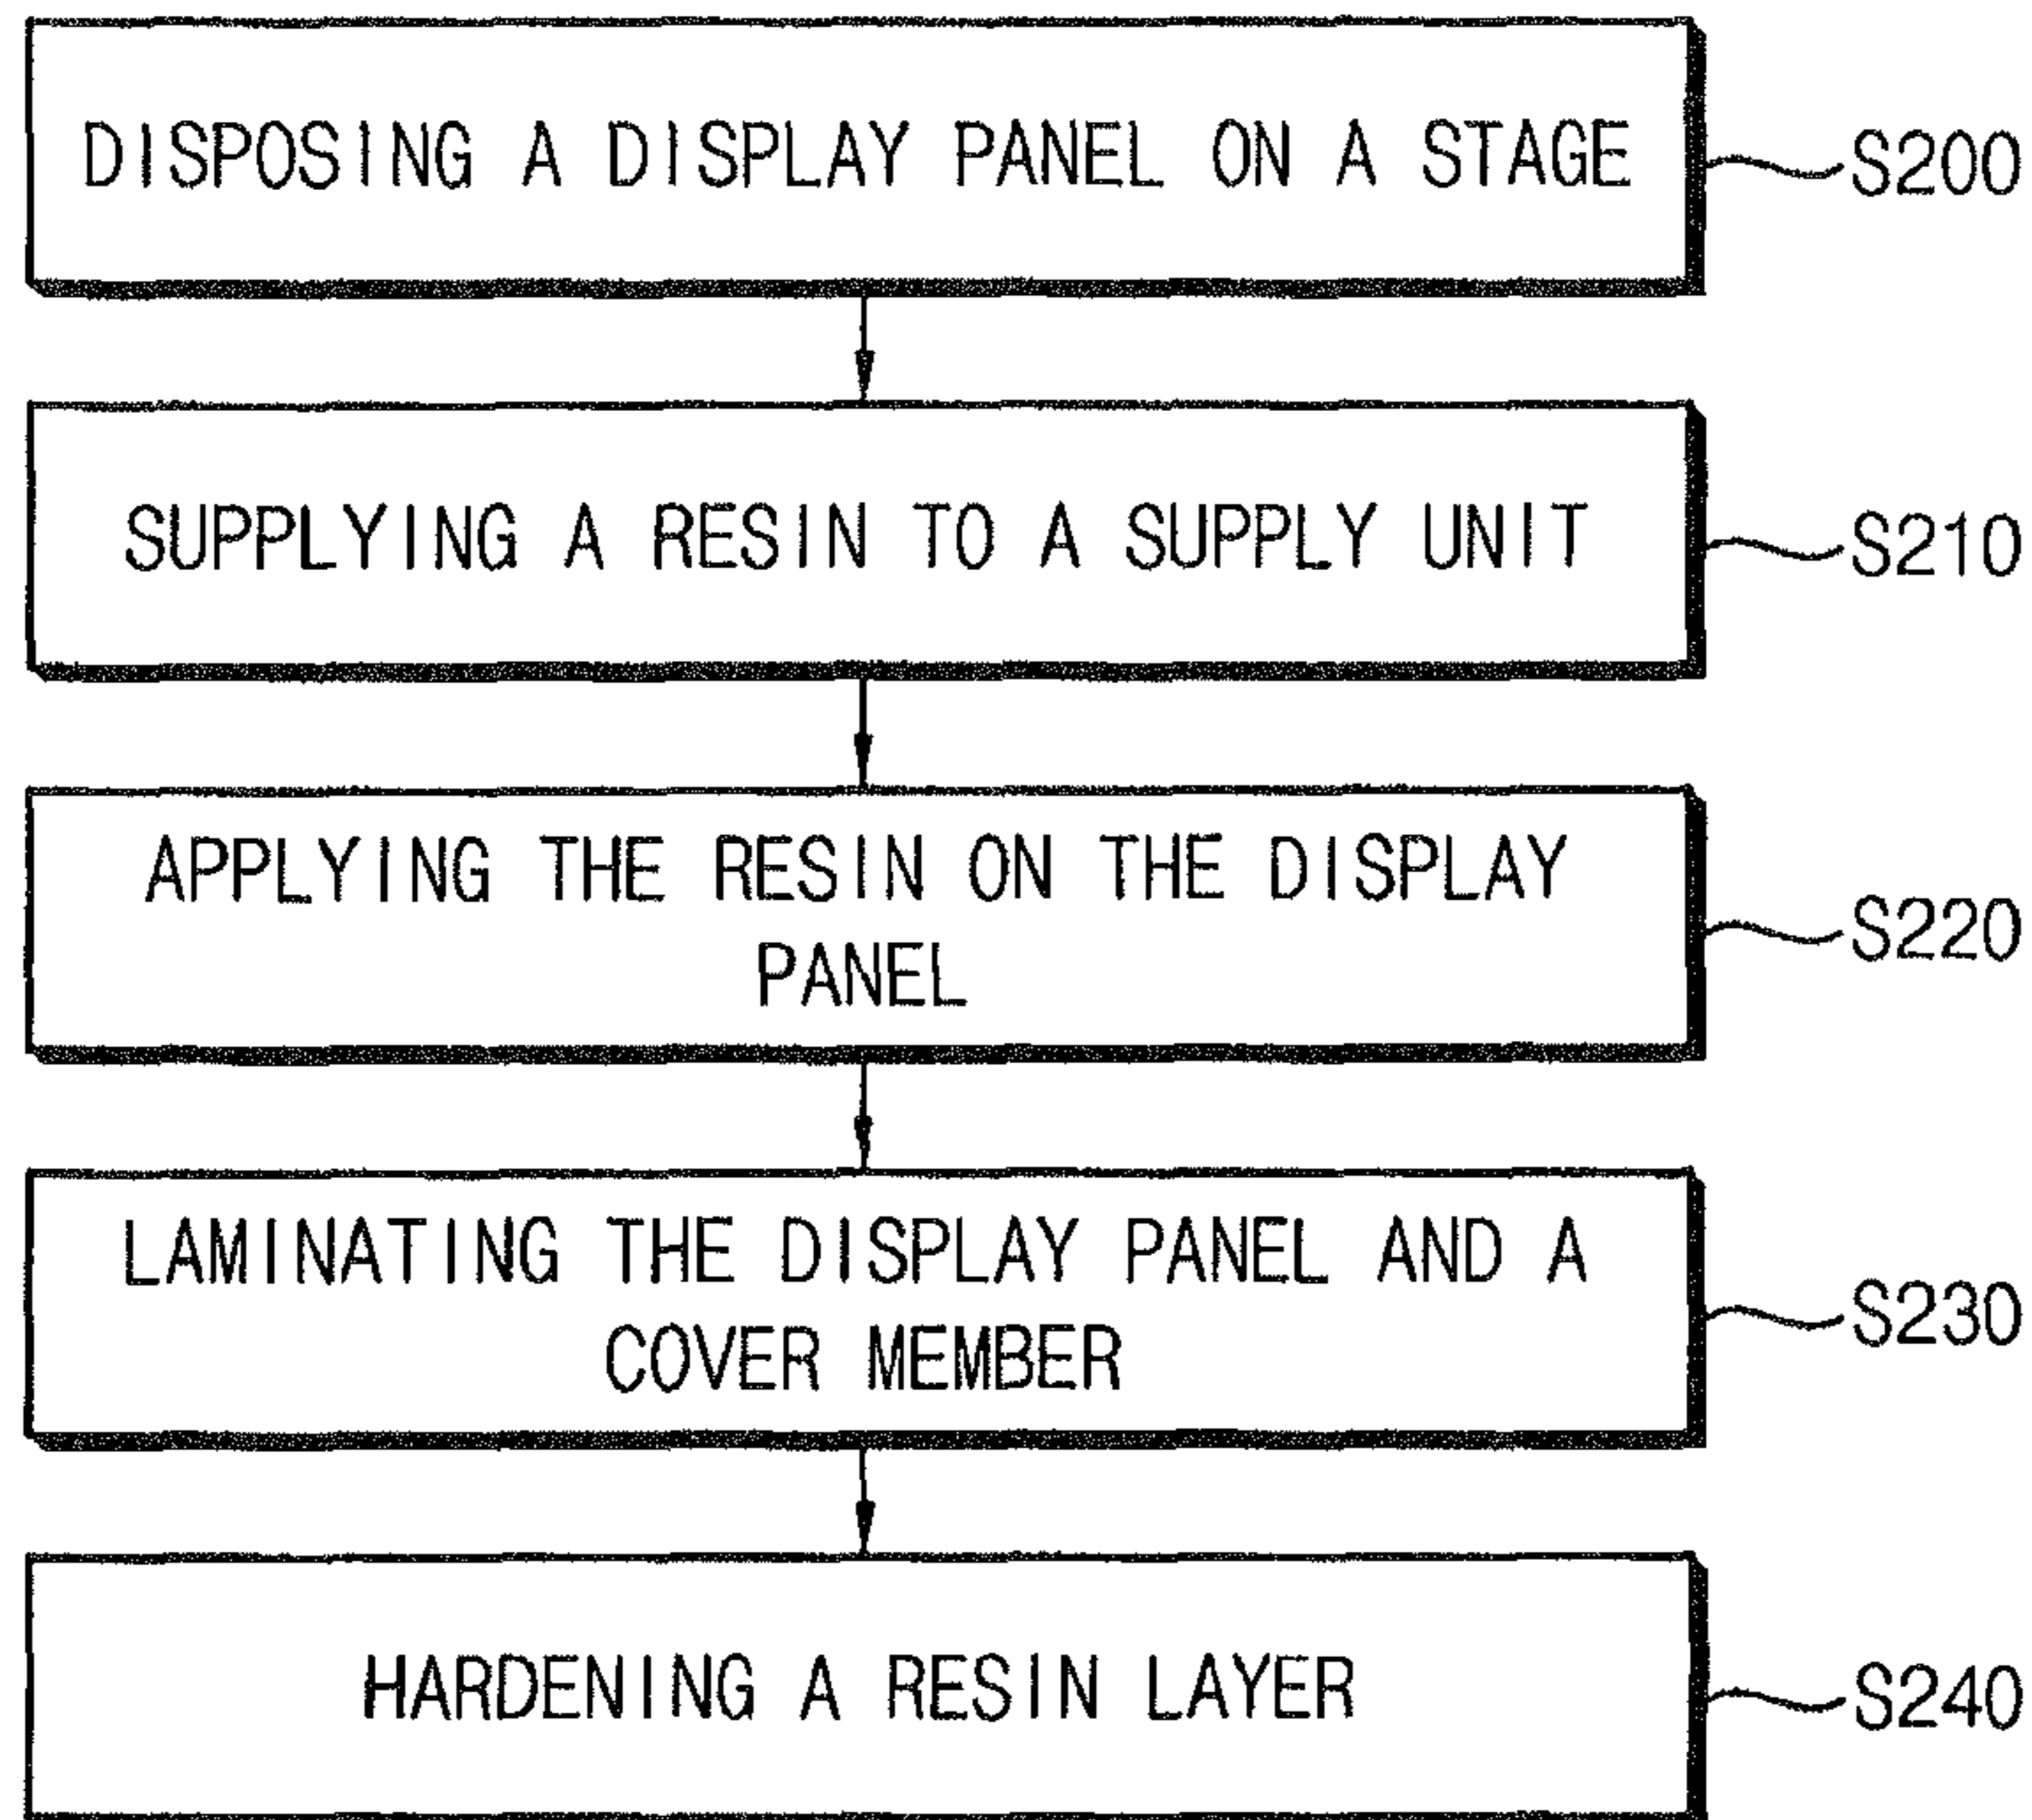 DISPOSING A DISPLAY PANEL ON A STAGE
S200
SUPPLYING A RESIN TO A SUPPLY UNIT
S210
APPLYING THE RESIN ON THE DISPLAY
PANEL
S220
LAMINATING THE DISPLAY PANEL AND A
COVER MEMBER
S230
HARDENING A RESIN LAYER
S240